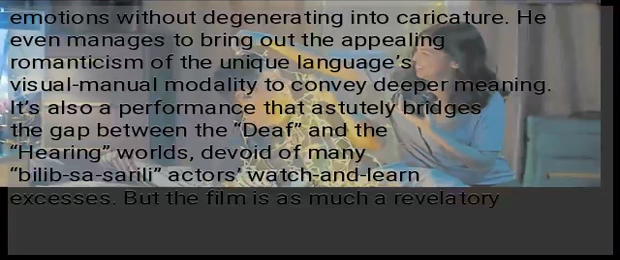 emotions without degenerating into caricature. He
even manages to bring out the appealing
romanticism of the unique language’s
visual-manual modality to convey deeper meaning.
It’s also a performance that astutely bridges
the gap between the “Deaf” and the
“Hearing” worlds, devoid of many
“bilib-sa-sarili” actors’ watch-and-learn
excesses. But the film is as much a revelatory